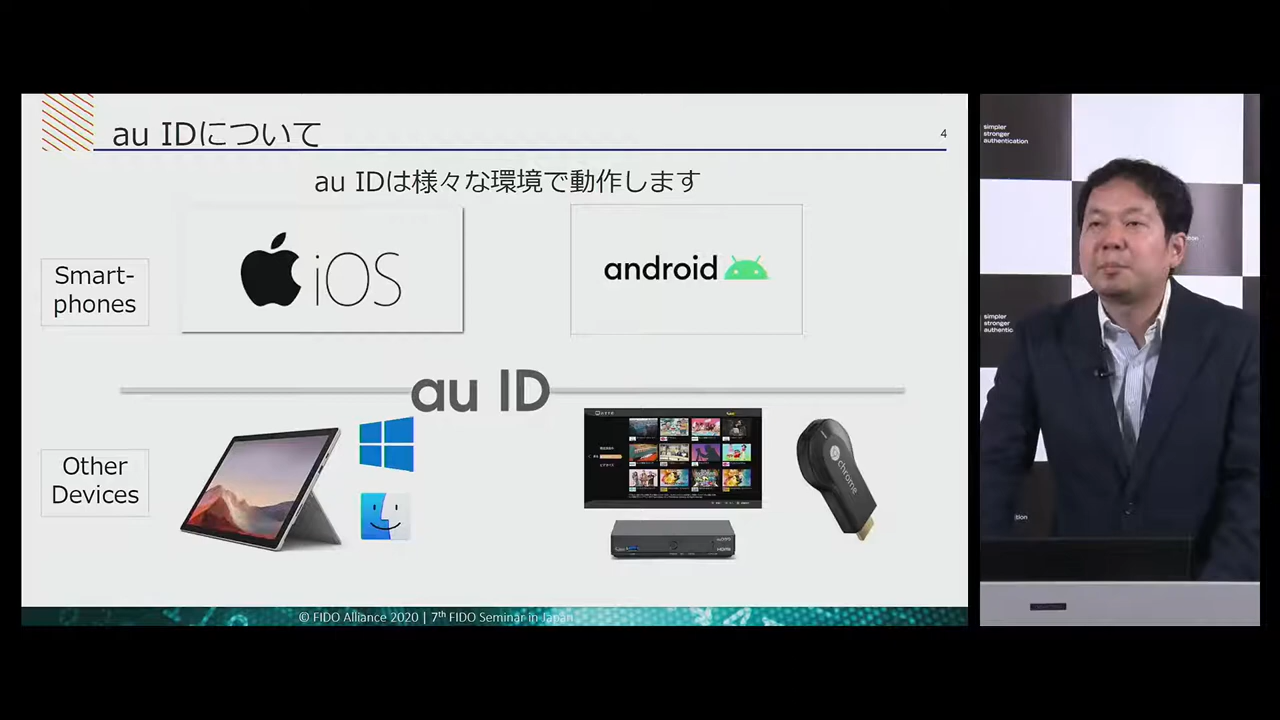 au IDについて
4
au IDは様々な環境で動作します
Smart-
phones
iOS
android
au ID
Other
Devices
chrome
© FIDO Alliance 2020 | 7th FIDO Seminar in Japan
simpler
stronger
authentication
simpler
stronger